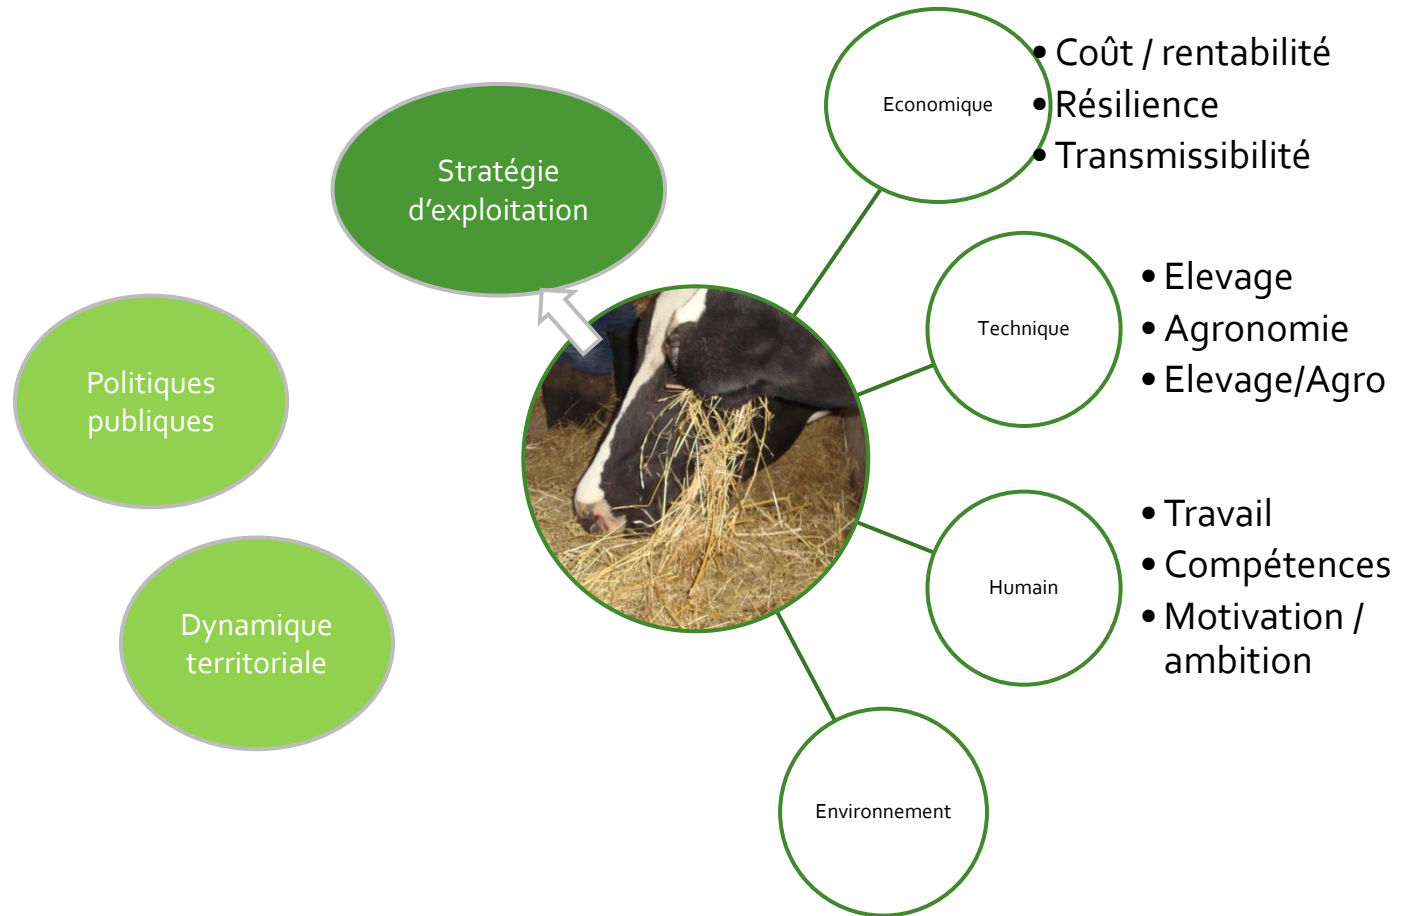 Stratégie
d'exploitation
Politiques
publiques
Dynamique
territoriale
Economique
• Coût / rentabilité
• Résilience
• Transmissibilité
Technique
• Elevage
• Agronomie
• Elevage/Agro
Humain
• Travail
• Compétences
• Motivation /
ambition
Environnement